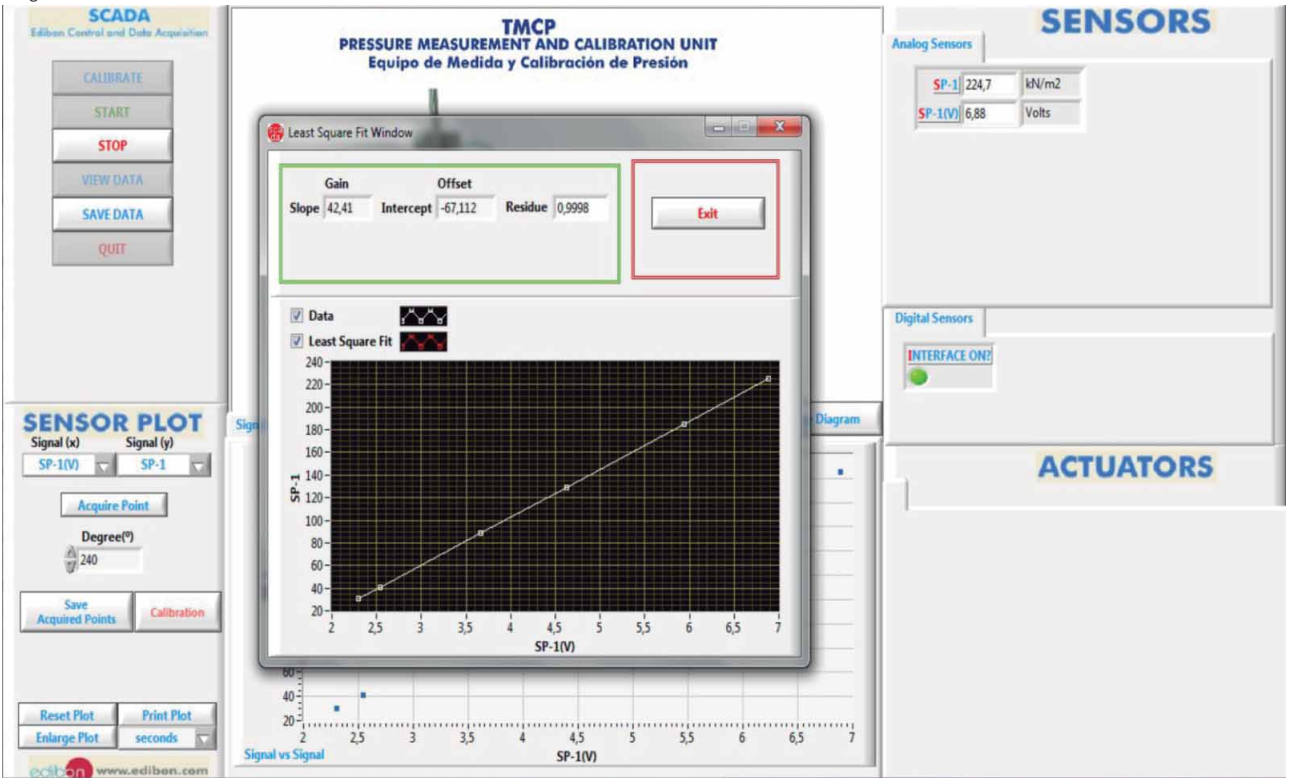 SCADA
Edibon Control and Data Acquisition
CALIBRATE
START
STOP
VIEW DATA
SAVE DATA
QUIT
TMCP
PRESSURE MEASUREMENT AND CALIBRATION UNIT
Equipo de Medida y Calibración de Presión
SENSORS
Analog Sensors
SP-1 224,7 kN/m2
SP-1(V) 6,88 Volts
Least Square Fit Window
Gain Offset
Slope 42,41 Intercept -67,112 Residue 0,9998
Exit
Data
Least Square Fit
240
220
200
180
160
140
120
100
80
60
40
20
SP-1
2 2,5 3 3,5 4 4,5 5 5,5 6 6,5 7
SP-1(V)
Digital Sensors
INTERFACE ON?
ACTUATORS
SENSOR PLOT
Signal (x) Signal (y)
SP-1(V) SP-1
Acquire Point
Degree(º)
240
Save
Acquired Points
Calibration
Reset Plot Print Plot
Enlarge Plot seconds
edibon www.edibon.com
Diagram
60
40
20
2 2,5 3 3,5 4 4,5 5 5,5 6 6,5 7
Signal vs Signal SP-1(V)